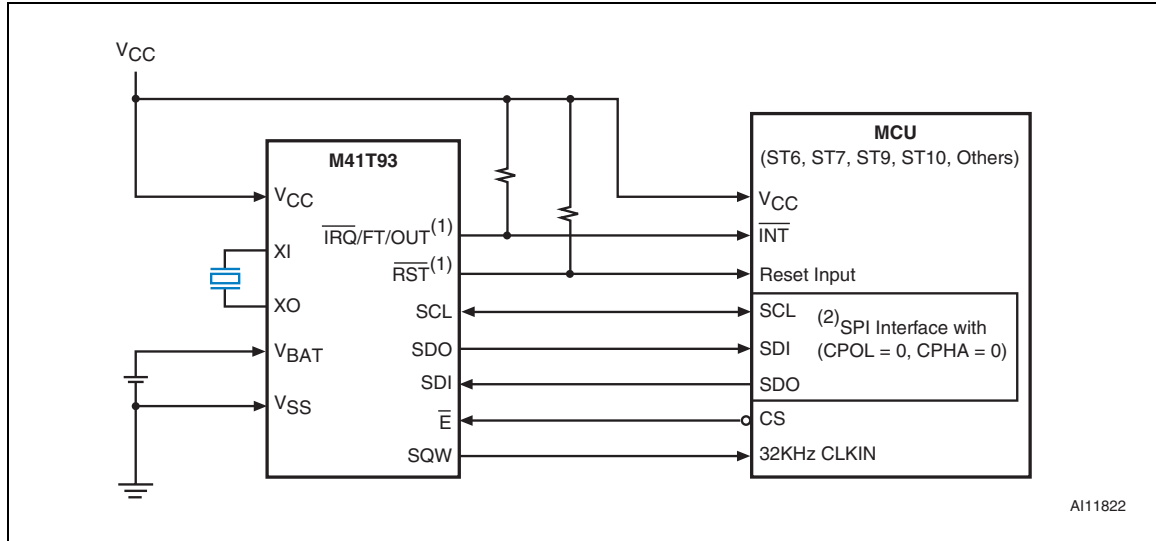 VCC
M41T93
VCC
XI
XO
VBAT
VSS
IRQ/FT/OUT(1)
RST(1)
SCL
SDO
SDI
E
SQW
MCU
(ST6, ST7, ST9, ST10, Others)
VCC
INT
Reset Input
SCL
SDI
SDO
(2)SPI Interface with
(CPOL = 0, CPHA = 0)
CS
32KHz CLKIN
AI11822